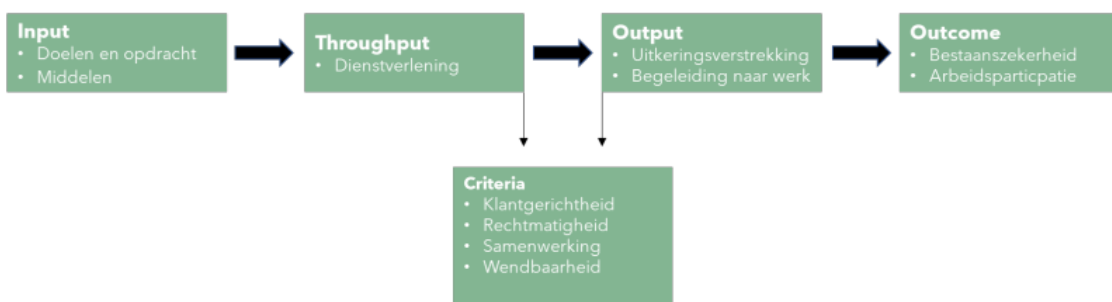 Input
• Doelen en opdracht
• Middelen
Throughput
• Dienstverlening
Output
• Uitkeringsverstrekking
• Begeleiding naar werk
Outcome
• Bestaanszekerheid
• Arbeidsparticpatie
Criteria
• Klantgerichtheid
• Rechtmatigheid
• Samenwerking
• Wendbaarheid